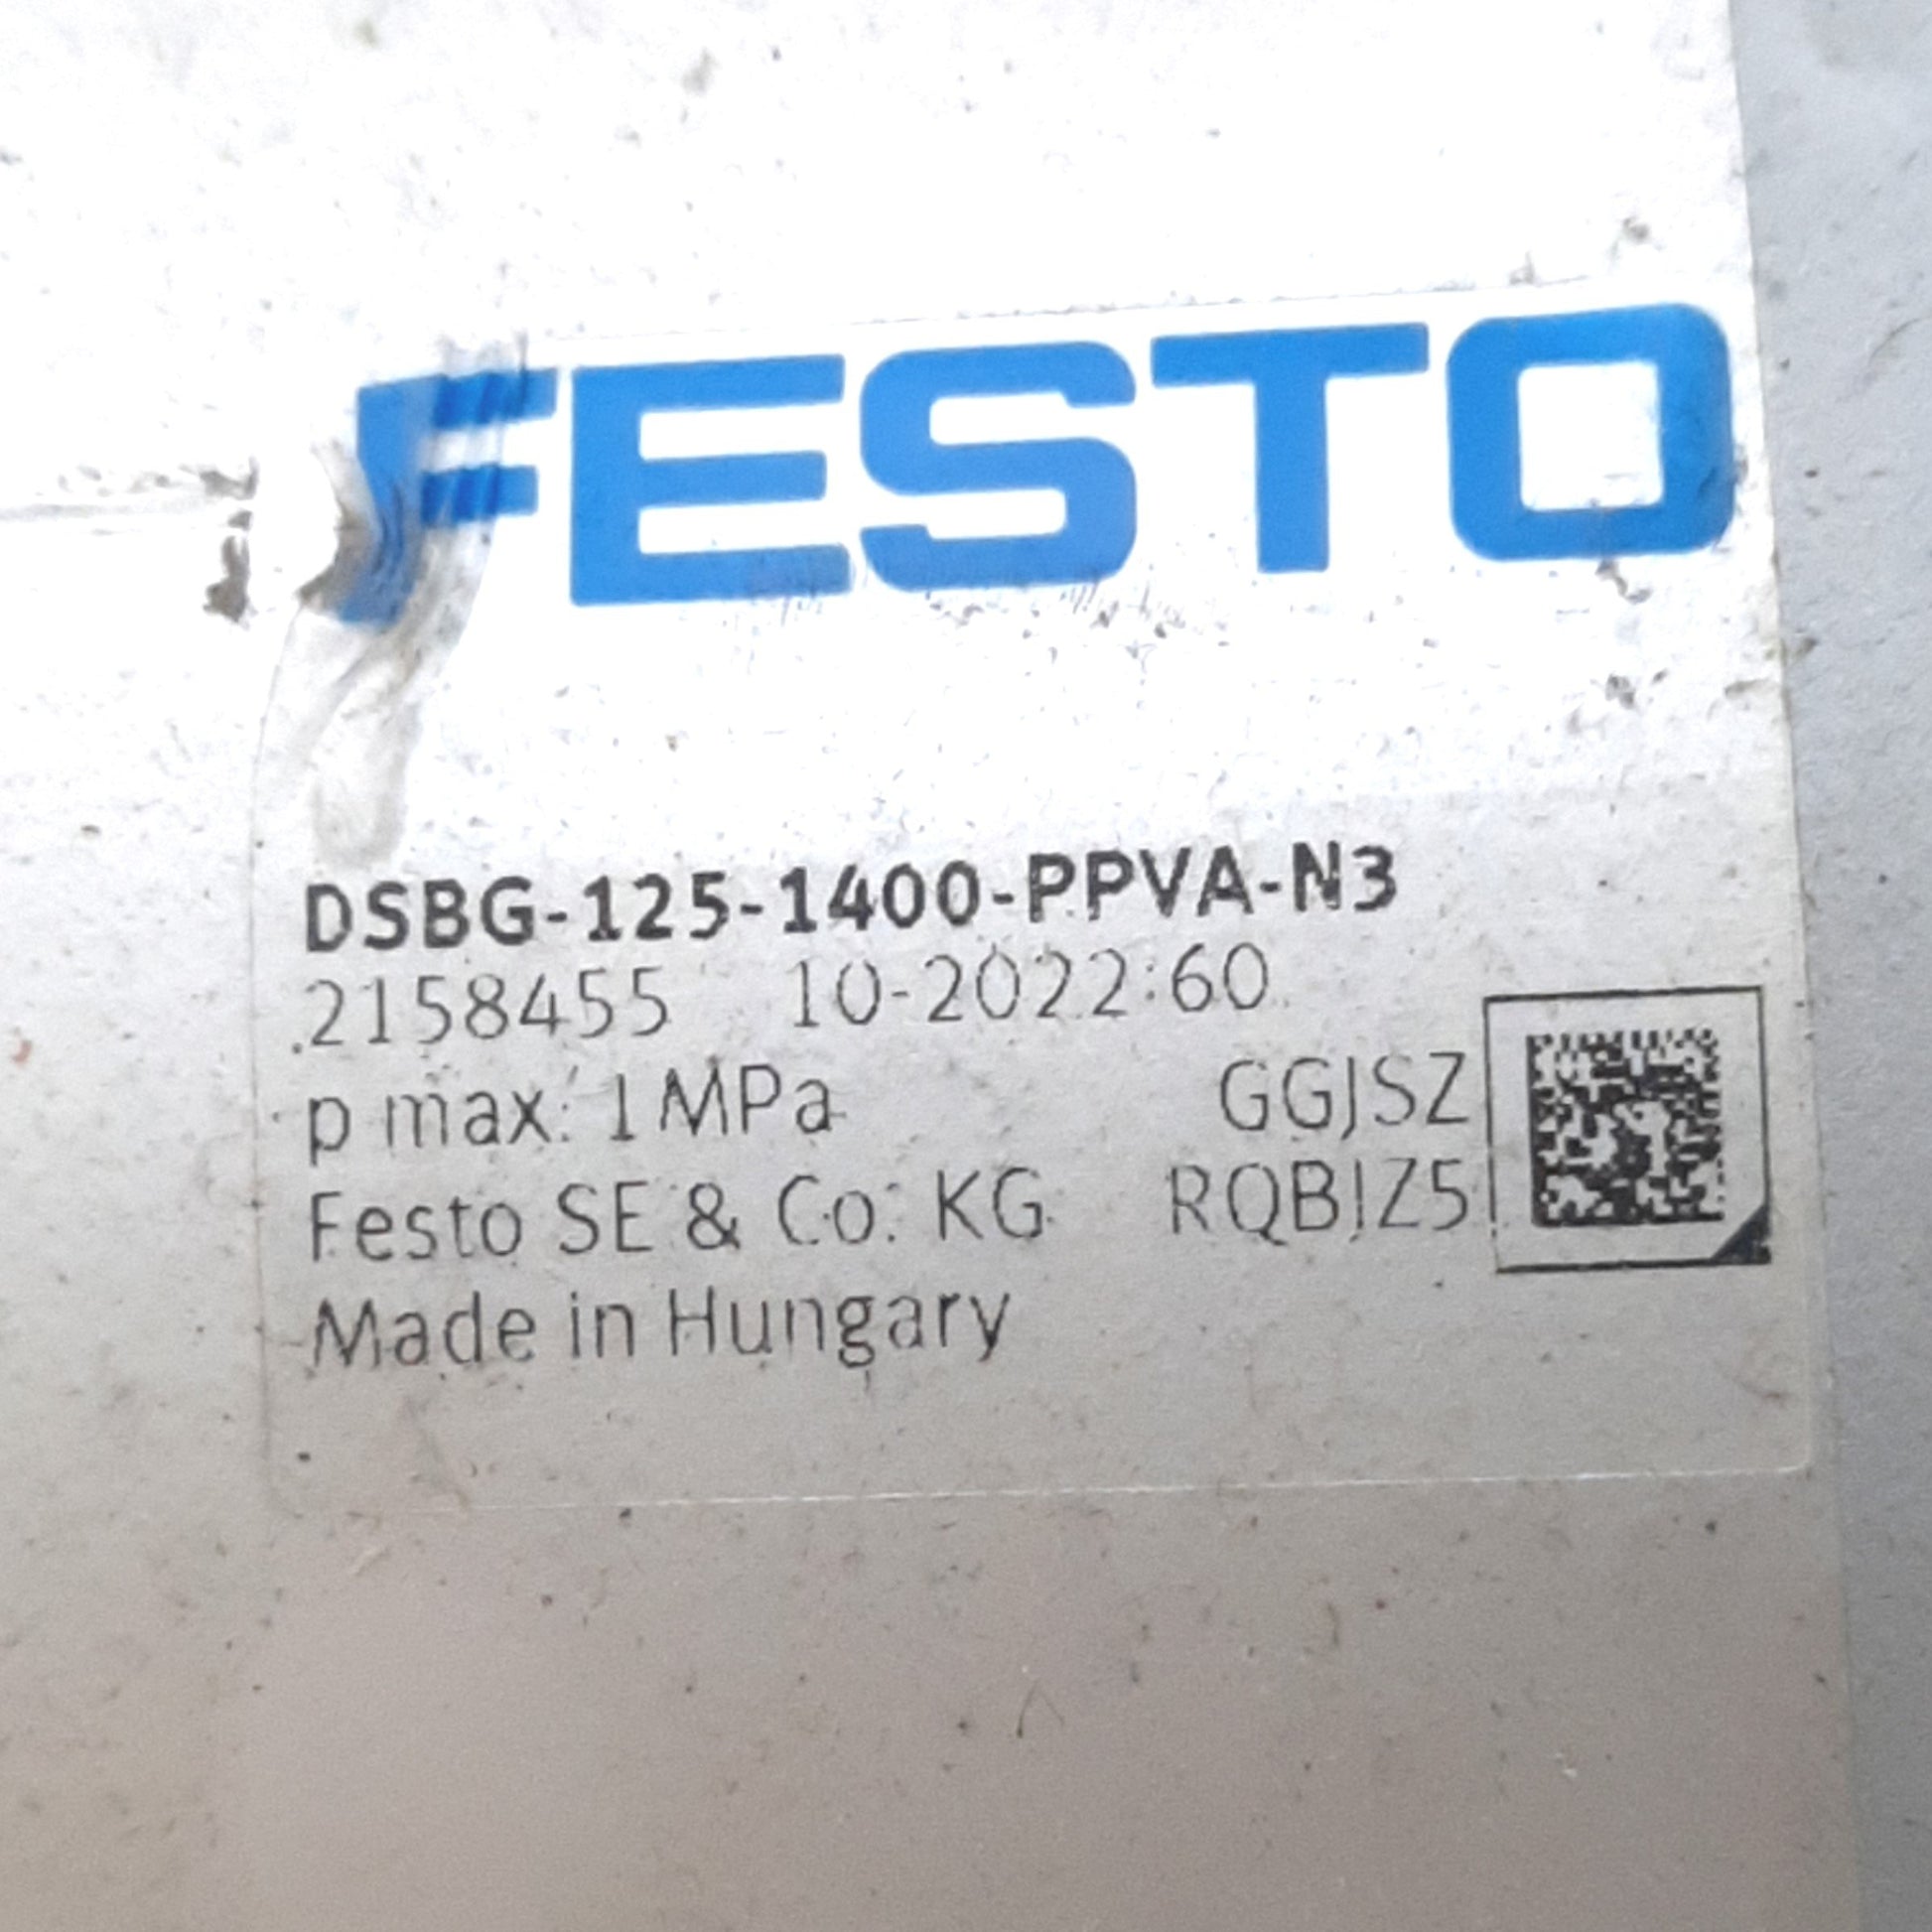 FESTO
DSBG-125-1400-PPVA-N3
2158455 10-2022:60
p max: 1MPa GGJSZ
Festo SE & Co. KG RQBJZ5
Made in Hungary